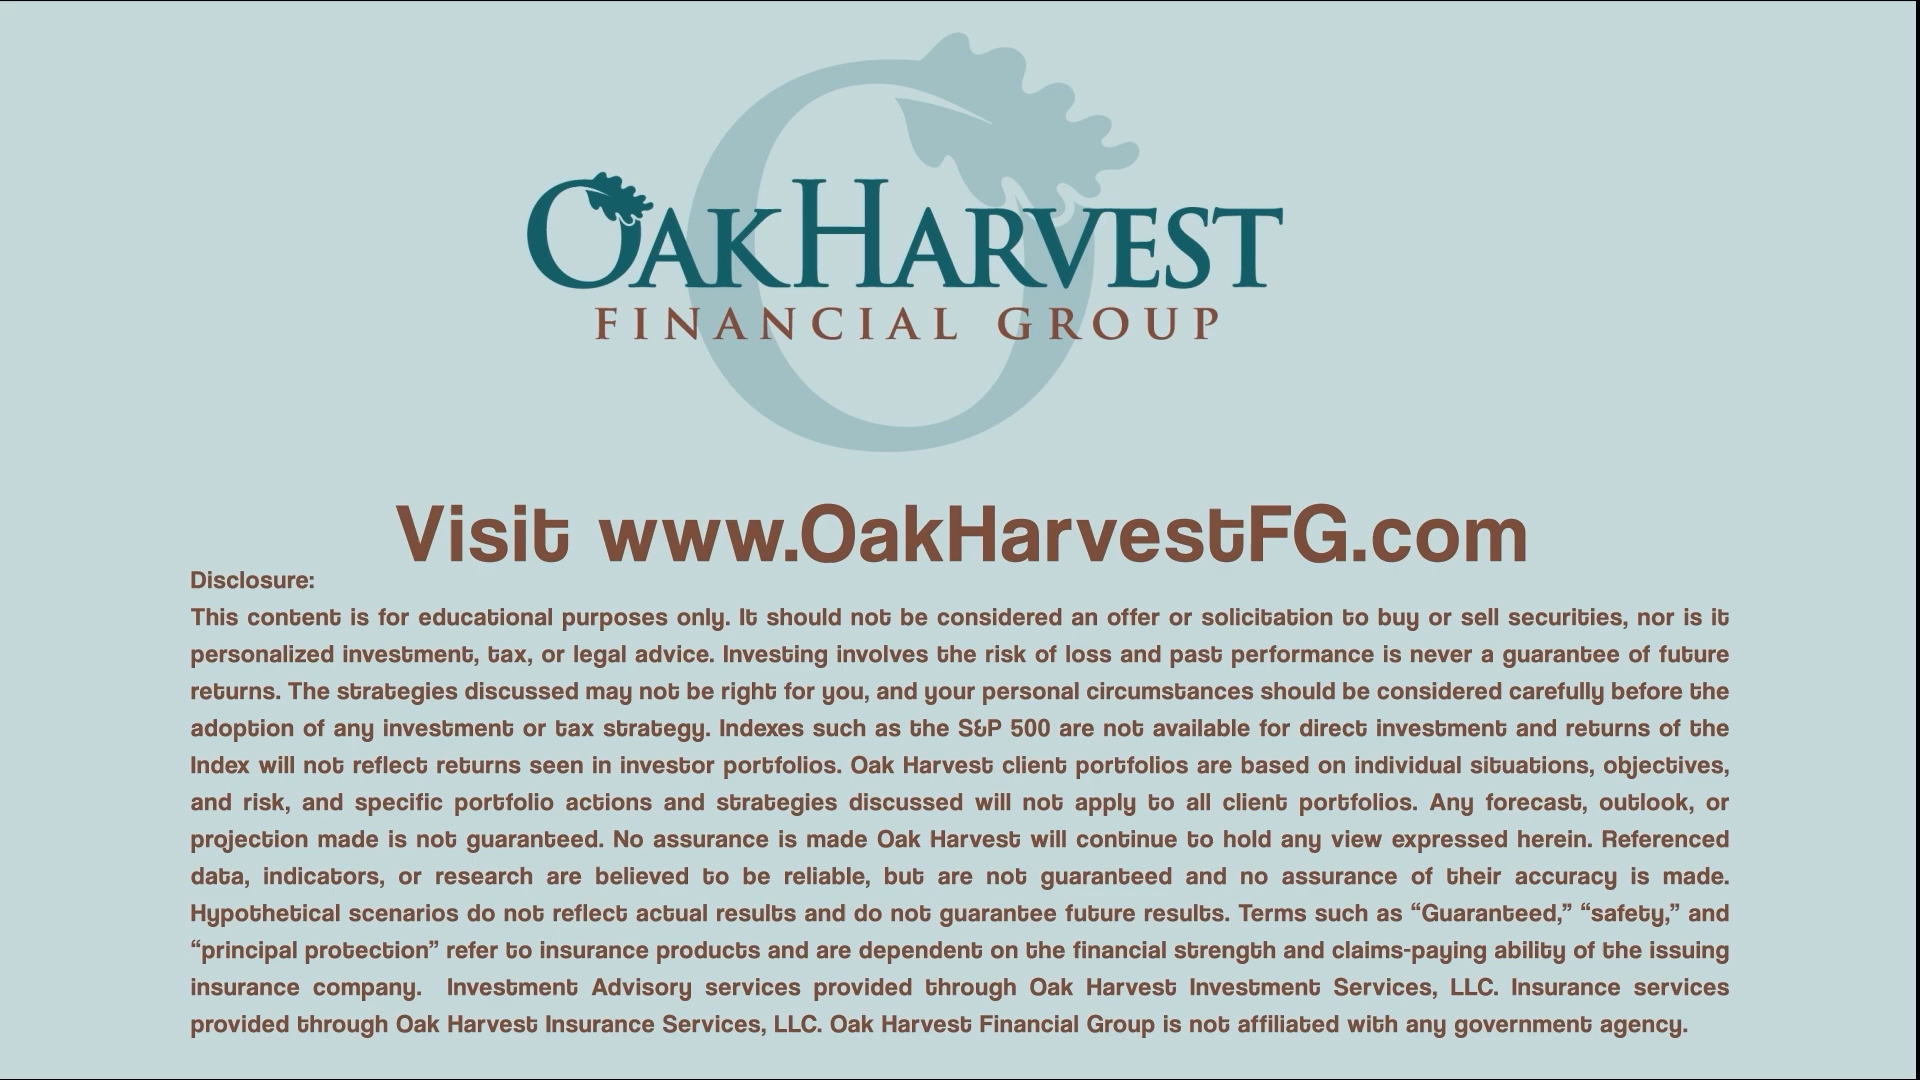 OAKHARVEST
FINANCIAL GROUP
Visit www.OakHarvestFG.com
Disclosure:
This content is for educational purposes only. It should not be considered an offer or solicitation to buy or sell securities, nor is it
personalized investment, tax, or legal advice. Investing involves the risk of loss and past performance is never a guarantee of future
returns. The strategies discussed may not be right for you, and your personal circumstances should be considered carefully before the
adoption of any investment or tax strategy. Indexes such as the S&P 500 are not available for direct investment and returns of the
Index will not reflect returns seen in investor portfolios. Oak Harvest client portfolios are based on individual situations, objectives,
and risk, and specific portfolio actions and strategies discussed will not apply to all client portfolios. Any forecast, outlook, or
projection made is not guaranteed. No assurance is made Oak Harvest will continue to hold any view expressed herein. Referenced
data, indicators, or research are believed to be reliable, but are not guaranteed and no assurance of their accuracy is made.
Hypothetical scenarios do not reflect actual results and do not guarantee future results. Terms such as “Guaranteed,” “safety,” and
“principal protection” refer to insurance products and are dependent on the financial strength and claims-paying ability of the issuing
insurance company.  Investment Advisory services provided through Oak Harvest Investment Services, LLC. Insurance services
provided through Oak Harvest Insurance Services, LLC. Oak Harvest Financial Group is not affiliated with any government agency.